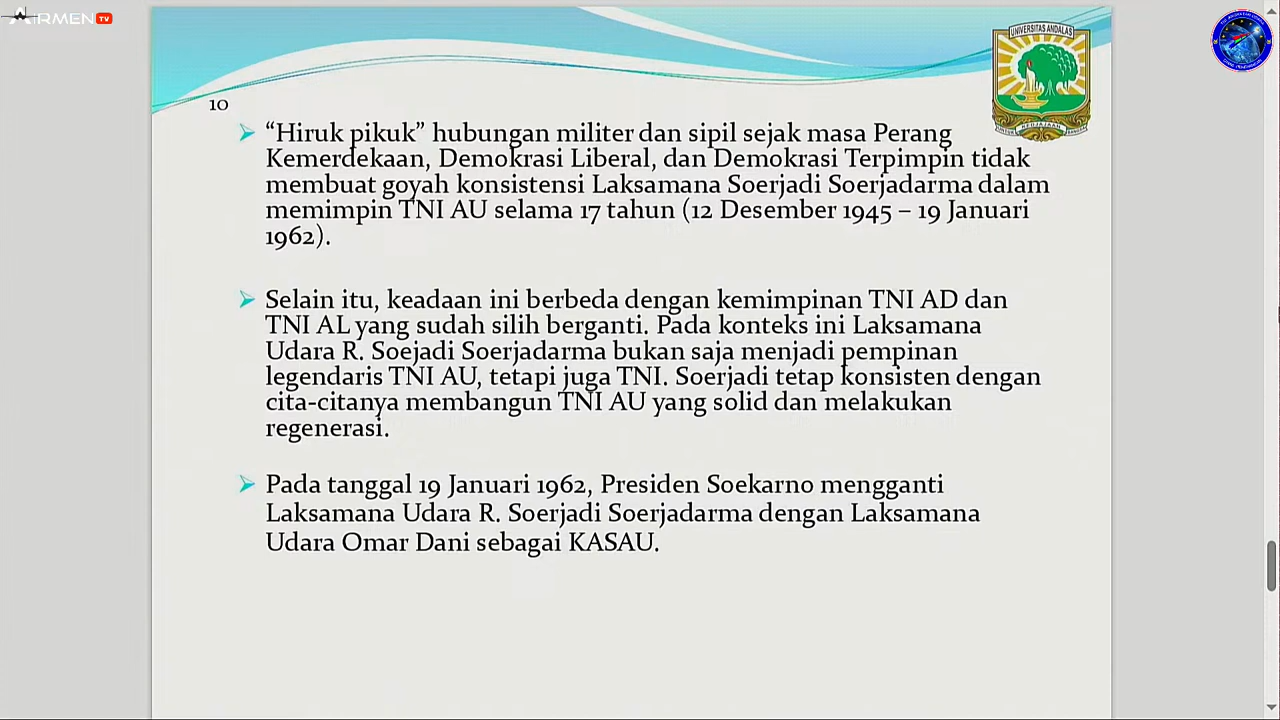 AIRMEN TV
UNIVERSITAS ANDALAS
10
➢ “Hiruk pikuk” hubungan militer dan sipil sejak masa Perang
Kemerdekaan, Demokrasi Liberal, dan Demokrasi Terpimpin tidak
membuat goyah konsistensi Laksamana Soerjadi Soerjadarma dalam
memimpin TNI AU selama 17 tahun (12 Desember 1945 – 19 Januari
1962).
➢ Selain itu, keadaan ini berbeda dengan kemimpinan TNI AD dan
TNI AL yang sudah silih berganti. Pada konteks ini Laksamana
Udara R. Soejadi Soerjadarma bukan saja menjadi pempinan
legendaris TNI AU, tetapi juga TNI. Soerjadi tetap konsisten dengan
cita-citanya membangun TNI AU yang solid dan melakukan
regenerasi.
➢ Pada tanggal 19 Januari 1962, Presiden Soekarno mengganti
Laksamana Udara R. Soerjadi Soerjadarma dengan Laksamana
Udara Omar Dani sebagai KASAU.